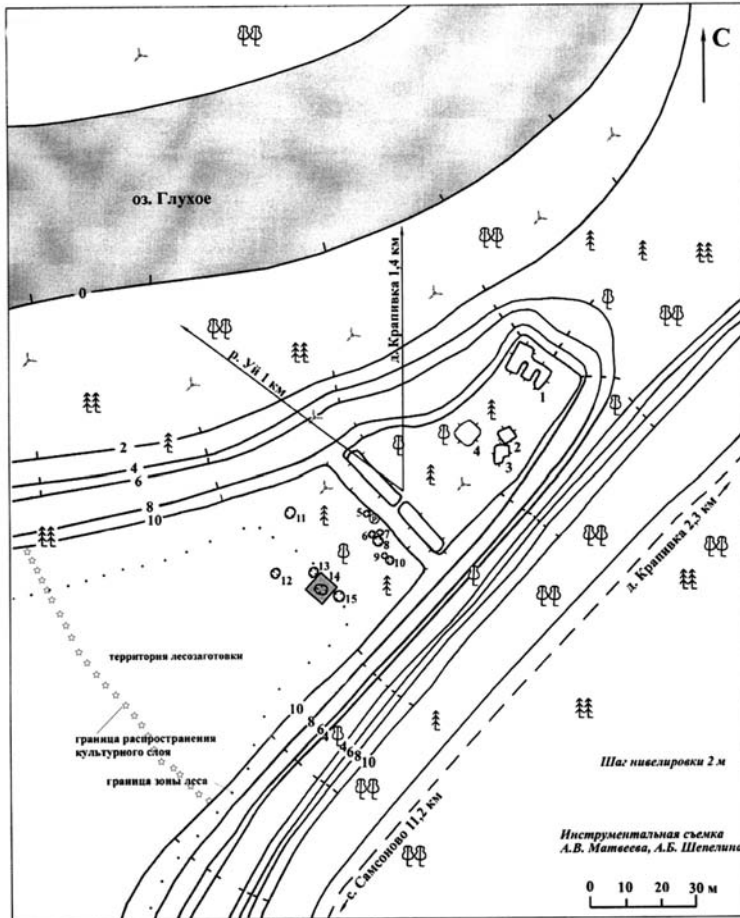 С
оз. Глухое
0
д. Крапивка 1,4 км
р. Уй 1 км
1
2
3
4
2
4
6
8
10
5
6
7
8
9
10
11
12
13
14
15
д. Крапивка 2,3 км
территория лесозаготовки
граница распространения
культурного слоя
граница зоны леса
10
8
6
4
4
6
8
10
Шаг нивелировки 2 м
Инструментальная съемка
А.В. Матвеева, А.Б. Шепелина
с. Самсоново 11,2 км
0 10 20 30 м